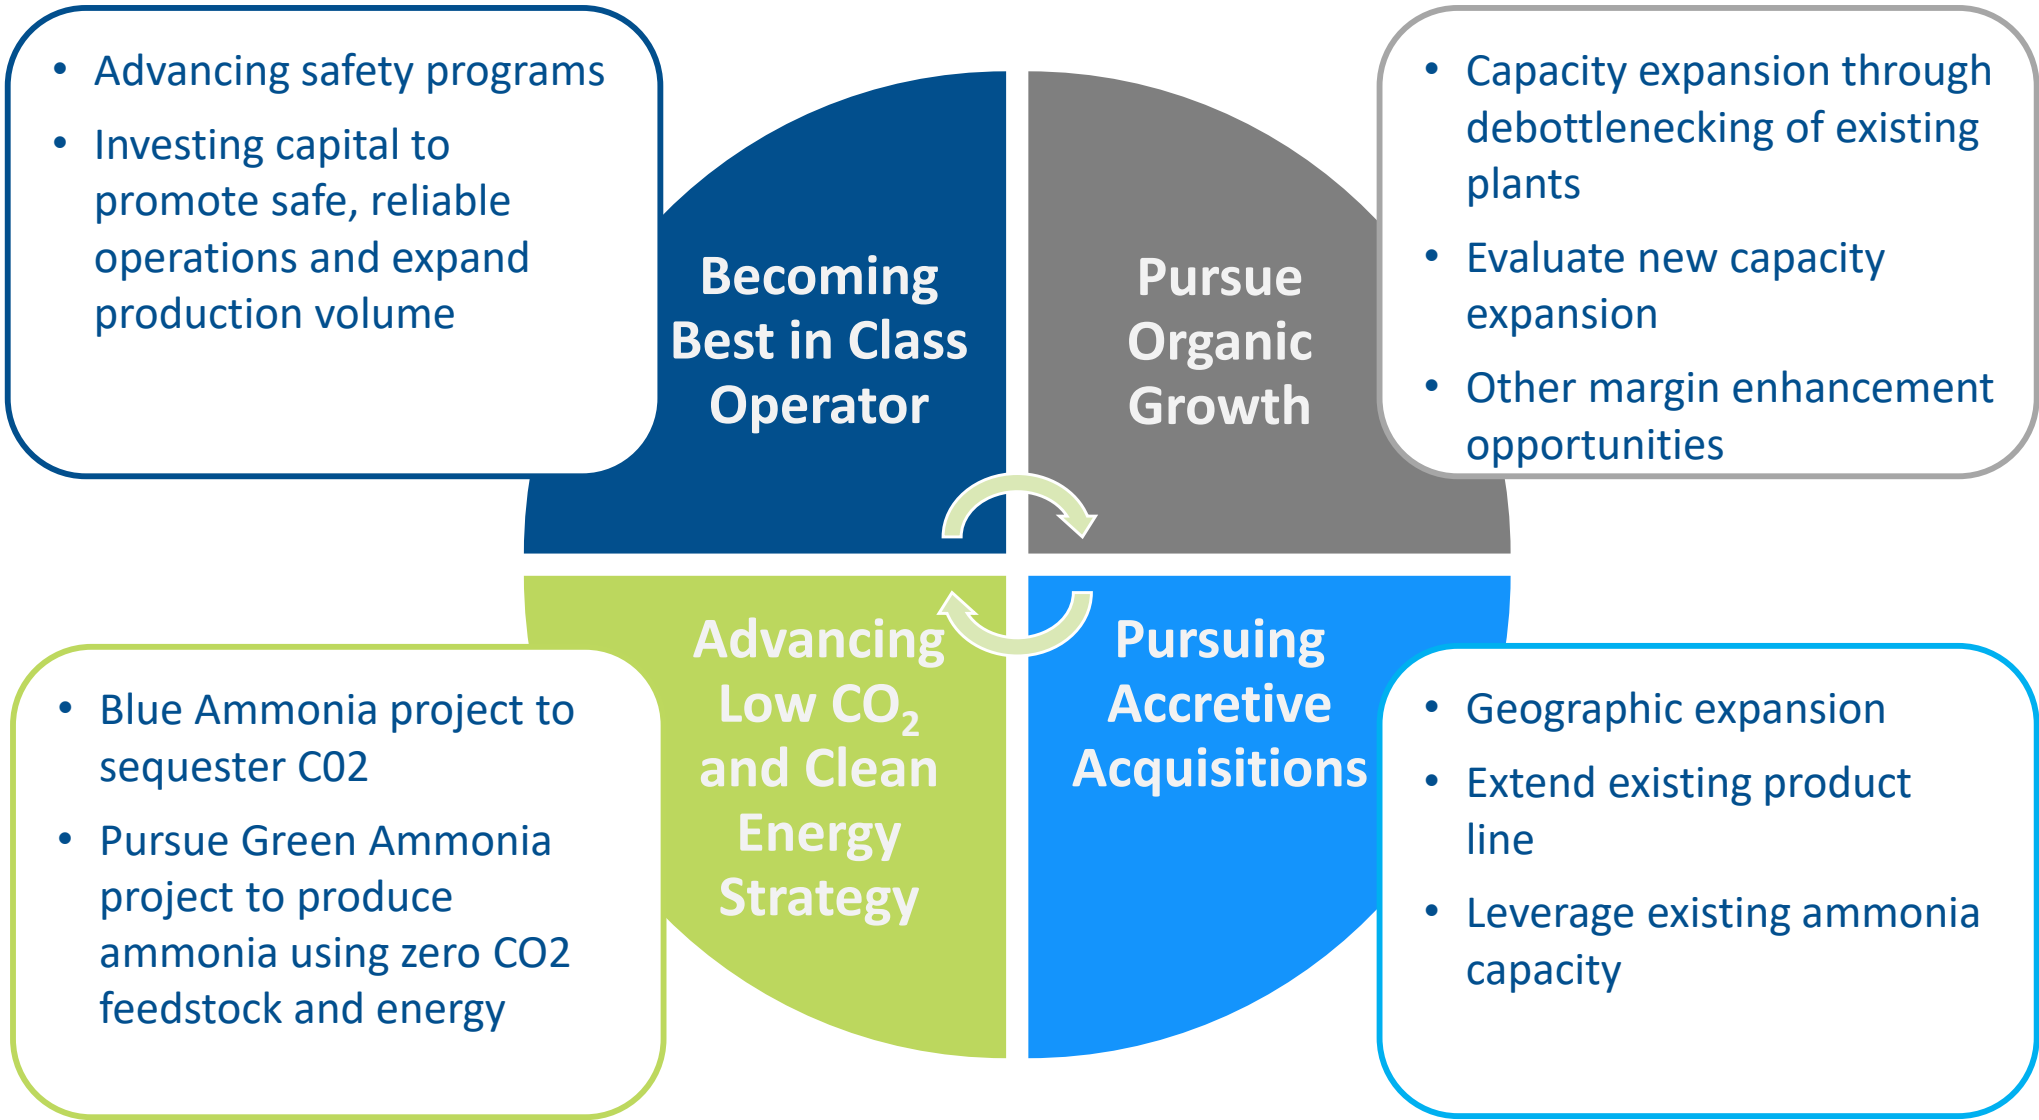 • Advancing safety programs
• Investing capital to
promote safe, reliable
operations and expand
production volume
Becoming
Best in Class
Operator
Pursue
Organic
Growth
• Capacity expansion through
debottlenecking of existing
plants
• Evaluate new capacity
expansion
• Other margin enhancement
opportunities
• Blue Ammonia project to
sequester C02
• Pursue Green Ammonia
project to produce
ammonia using zero CO2
feedstock and energy
Advancing
Low CO₂
and Clean
Energy
Strategy
Pursuing
Accretive
Acquisitions
• Geographic expansion
• Extend existing product
line
• Leverage existing ammonia
capacity